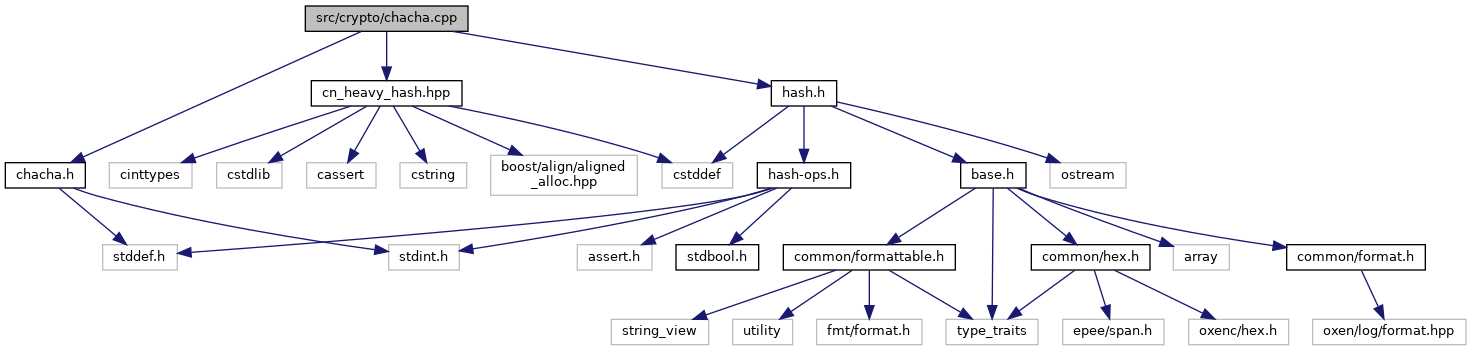 src/crypto/chacha.cpp
cn_heavy_hash.hpp
hash.h
chacha.h
cinttypes
cstdlib
cassert
cstring
boost/align/aligned
_alloc.hpp
cstddef
hash-ops.h
base.h
ostream
stddef.h
stdint.h
assert.h
stdbool.h
common/formattable.h
common/hex.h
array
common/format.h
string_view
utility
fmt/format.h
type_traits
epee/span.h
oxenc/hex.h
oxen/log/format.hpp